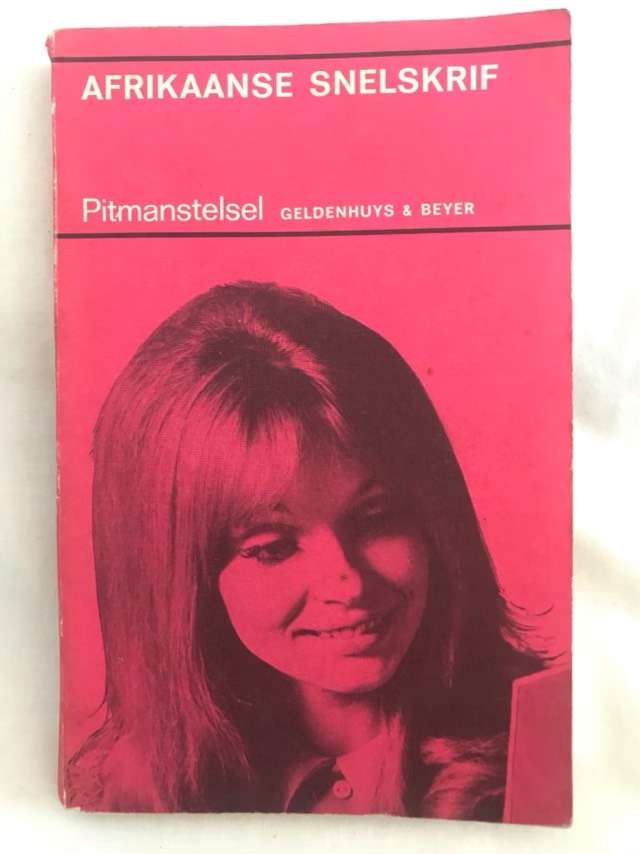 AFRIKAANSE SNELSKRIF
Pitmanstelsel GELDENHUYS & BEYER